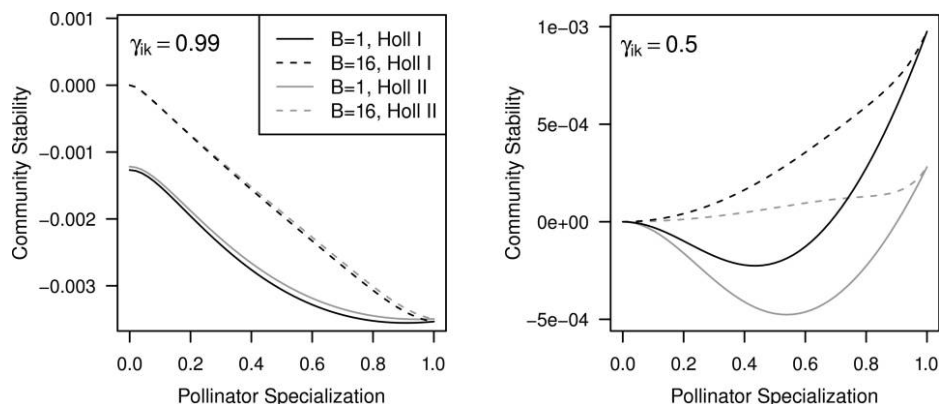 0.001
0.000
−0.001
−0.002
−0.003
Community Stability
γik = 0.99
B=1, Holl I
B=16, Holl I
B=1, Holl II
B=16, Holl II
0.0 0.2 0.4 0.6 0.8 1.0
Pollinator Specialization
1e−03
5e−04
0e+00
−5e−04
Community Stability
γik = 0.5
0.0 0.2 0.4 0.6 0.8 1.0
Pollinator Specialization